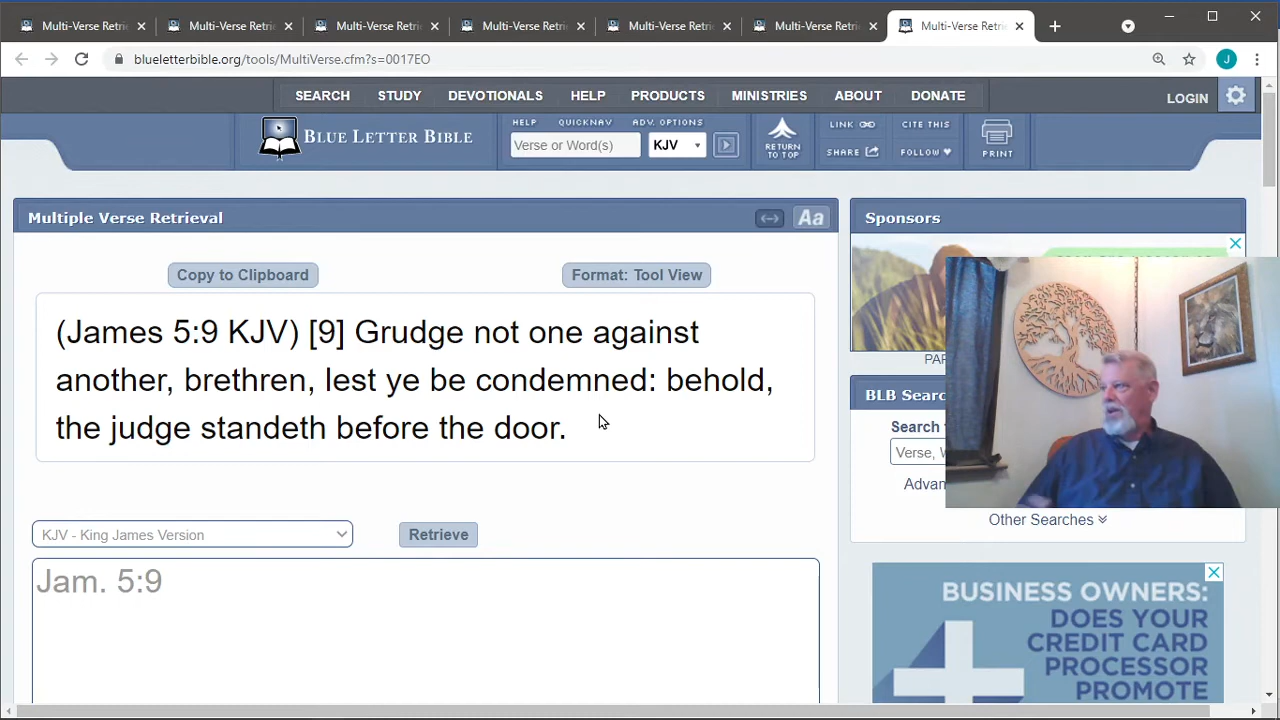 Multi-Verse Retri
Multi-Verse Retri
Multi-Verse Retri
Multi-Verse Retri
Multi-Verse Retri
Multi-Verse Retri
Multi-Verse Retri
blueletterbible.org/tools/MultiVerse.cfm?s=0017EO
J
SEARCH STUDY DEVOTIONALS HELP PRODUCTS MINISTRIES ABOUT DONATE
LOGIN
BLUE LETTER BIBLE
HELP QUICKNAV ADV. OPTIONS
Verse or Word(s)
KJV
RETURN
TO TOP
LINK
CITE THIS
SHARE
FOLLOW
PRINT
Multiple Verse Retrieval
Aa
Sponsors
Copy to Clipboard
Format: Tool View
(James 5:9 KJV) [9] Grudge not one against
another, brethren, lest ye be condemned: behold,
the judge standeth before the door.
BLB Searc
Search
Verse, W
Advan
Other Searches
KJV - King James Version
Retrieve
Jam. 5:9
BUSINESS OWNERS:
DOES YOUR
CREDIT CARD
PROCESSOR
PROMOTE